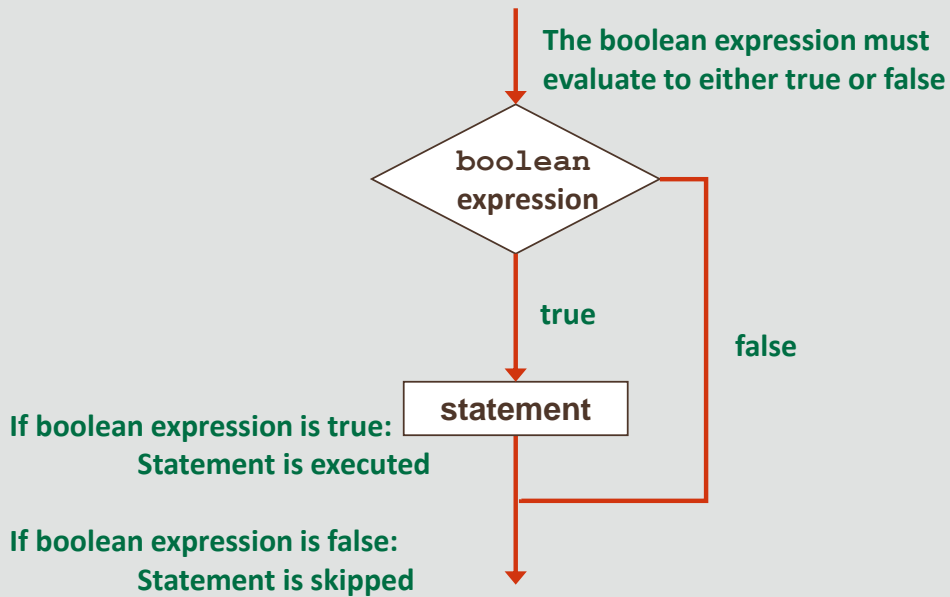 The boolean expression must
evaluate to either true or false
boolean
expression
true
false
statement
If boolean expression is true:
Statement is executed
If boolean expression is false:
Statement is skipped